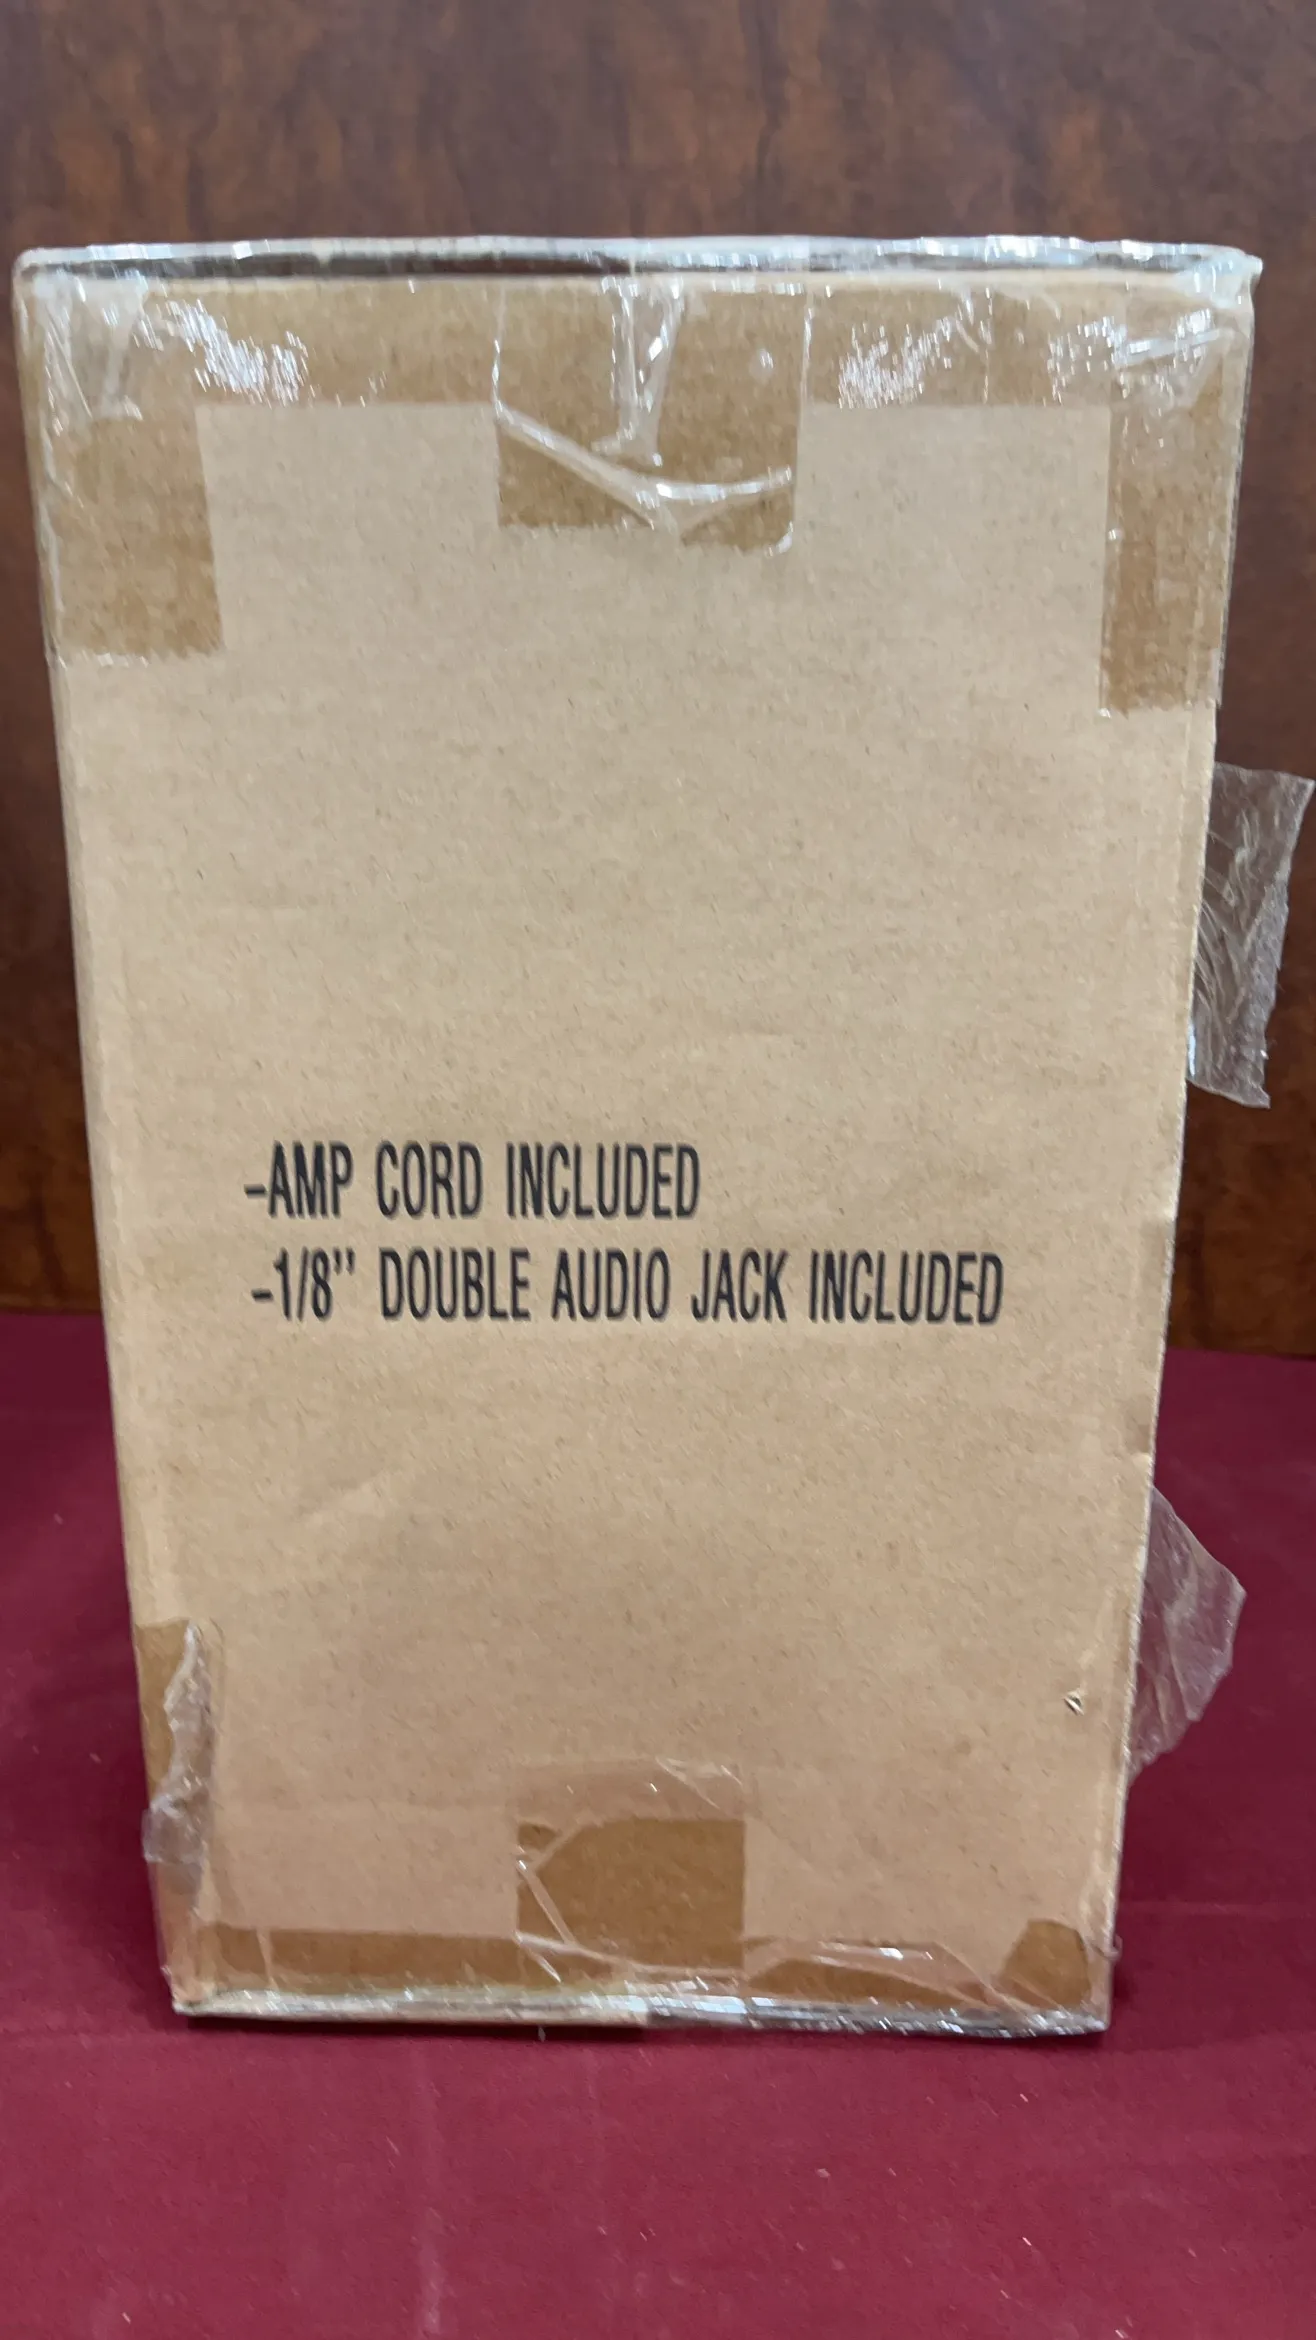 -AMP CORD INCLUDED
-1/8" DOUBLE AUDIO JACK INCLUDED